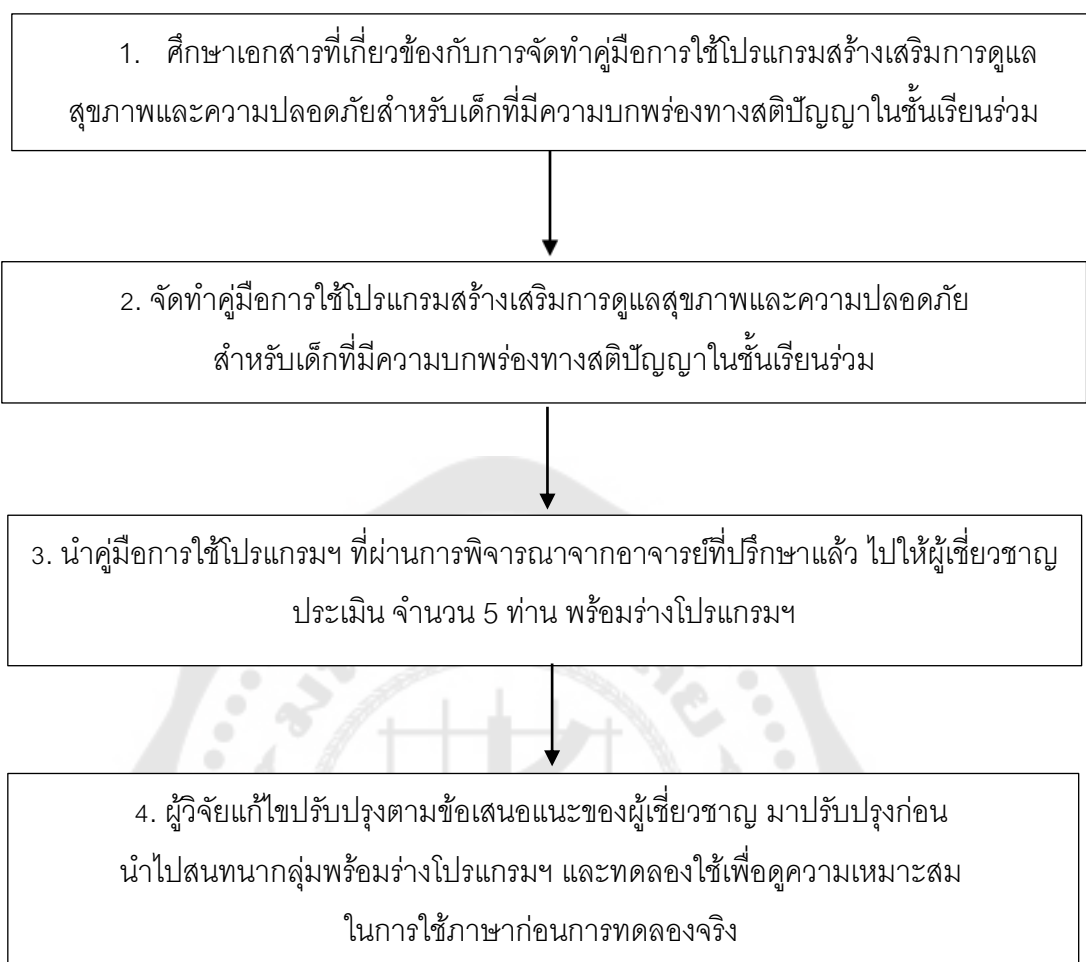 1. ศึกษาเอกสารที่เกี่ยวข้องกับการจัดทำคู่มือการใช้โปรแกรมสร้างเสริมการดูแล
สุขภาพและความปลอดภัยสำหรับเด็กที่มีความบกพร่องทางสติปัญญาในชั้นเรียนร่วม
2. จัดทำคู่มือการใช้โปรแกรมสร้างเสริมการดูแลสุขภาพและความปลอดภัย
สำหรับเด็กที่มีความบกพร่องทางสติปัญญาในชั้นเรียนร่วม
3. นำคู่มือการใช้โปรแกรมฯ ที่ผ่านการพิจารณาจากอาจารย์ที่ปรึกษาแล้ว ไปให้ผู้เชี่ยวชาญ
ประเมิน จำนวน 5 ท่าน พร้อมร่างโปรแกรมฯ
4. ผู้วิจัยแก้ไขปรับปรุงตามข้อเสนอแนะของผู้เชี่ยวชาญ มาปรับปรุงก่อน
นำไปสนทนากลุ่มพร้อมร่างโปรแกรมฯ และทดลองใช้เพื่อดูความเหมาะสม
ในการใช้ภาษาก่อนการทดลองจริง